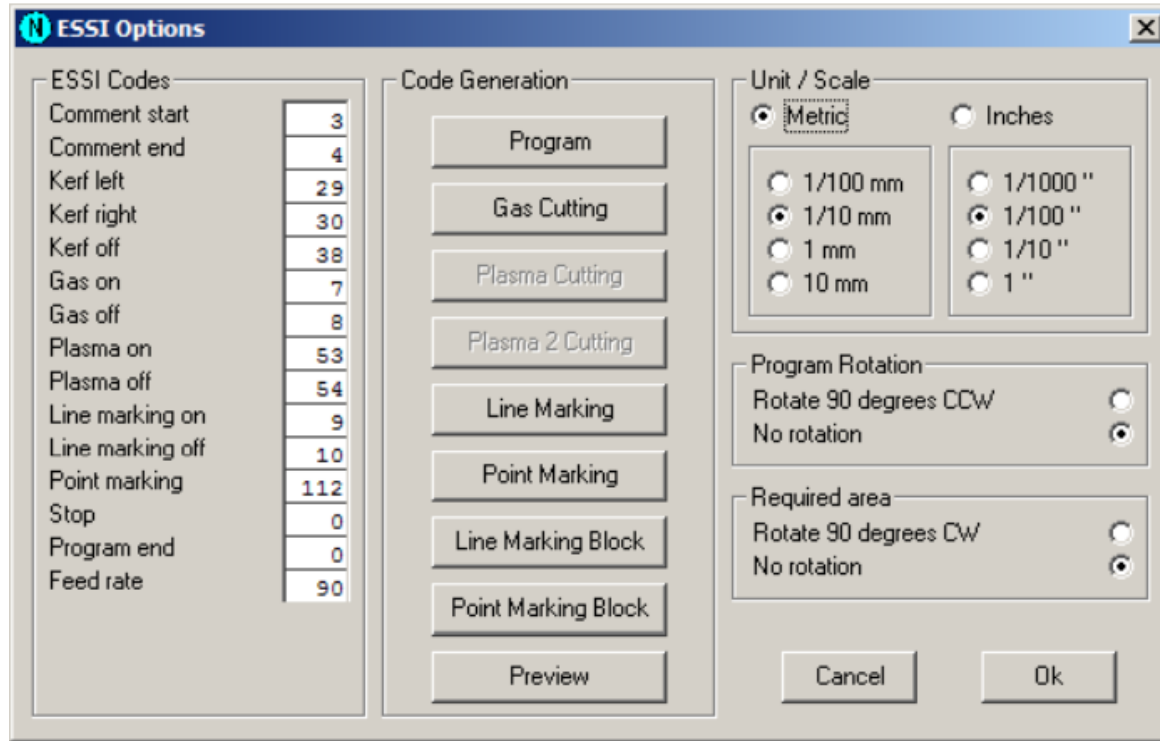 ESSI Options
ESSI Codes
Comment start 3
Comment end 4
Kerf left 29
Kerf right 30
Kerf off 38
Gas on 7
Gas off 8
Plasma on 53
Plasma off 54
Line marking on 9
Line marking off 10
Point marking 112
Stop 0
Program end 0
Feed rate 90
Code Generation
Program
Gas Cutting
Plasma Cutting
Plasma 2 Cutting
Line Marking
Point Marking
Line Marking Block
Point Marking Block
Preview
Unit / Scale
Metric Inches
1/100 mm 1/1000 "
1/10 mm 1/100 "
1 mm 1/10 "
10 mm 1 "
Program Rotation
Rotate 90 degrees CCW
No rotation
Required area
Rotate 90 degrees CW
No rotation
Cancel Ok